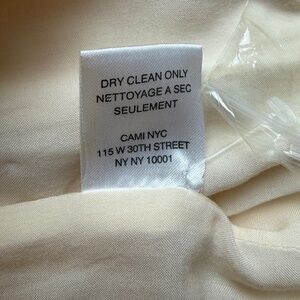 DRY CLEAN ONLY
NETTOYAGE A SEC
SEULEMENT
CAMI NYC
115 W 30TH STREET
NY NY 10001